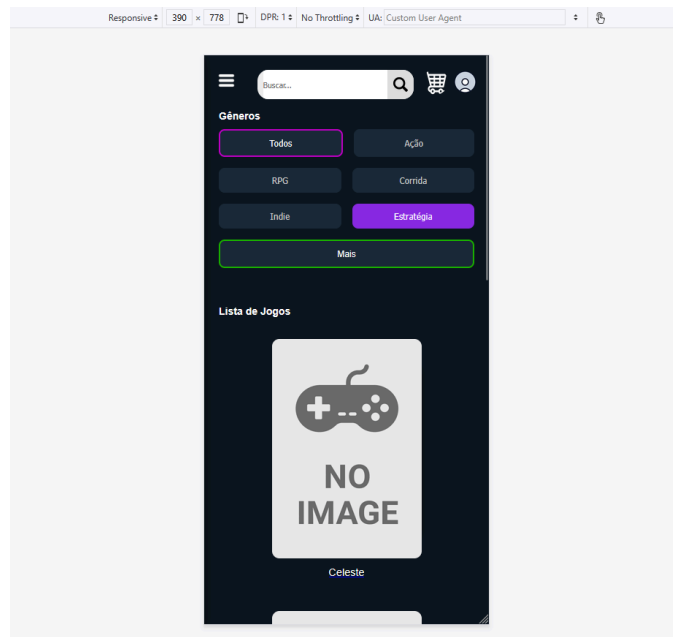 Responsive 390 × 778 DPR: 1 No Throttling UA: Custom User Agent
Buscar...
Gêneros
Todos Ação
RPG Corrida
Indie Estratégia
Mais
Lista de Jogos
NO
IMAGE
Celeste